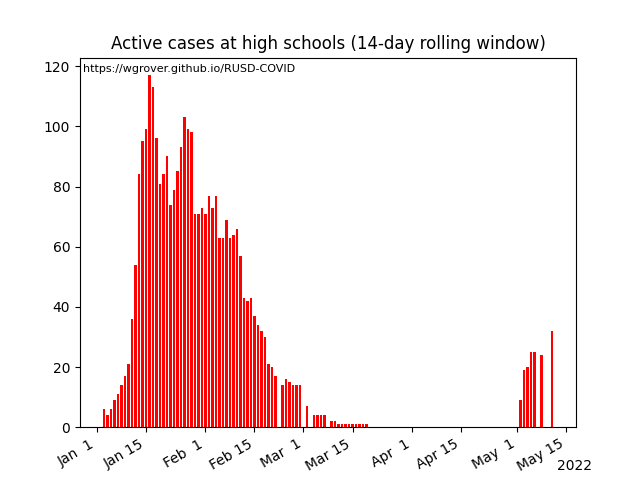 Active cases at high schools (14-day rolling window)
https://wgrover.github.io/RUSD-COVID
120
100
80
60
40
20
0
Jan 1
Jan 15
Feb 1
Feb 15
Mar 1
Mar 15
Apr 1
Apr 15
May 1
May 15
2022